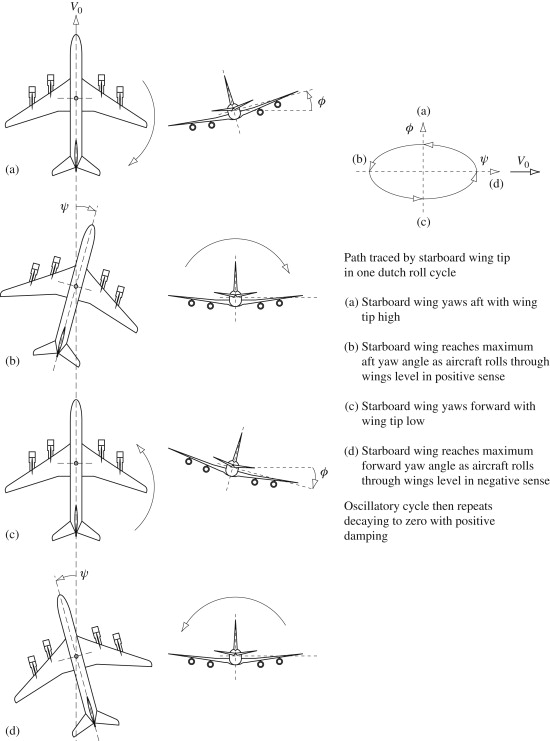 V0
ϕ
(a)
ψ
(b)
ϕ
(c)
ψ
(d)
(a)
ϕ
(b)
ψ
V0
(d)
(c)
Path traced by starboard wing tip
in one dutch roll cycle
(a) Starboard wing yaws aft with wing
tip high
(b) Starboard wing reaches maximum
aft yaw angle as aircraft rolls through
wings level in positive sense
(c) Starboard wing yaws forward with
wing tip low
(d) Starboard wing reaches maximum
forward yaw angle as aircraft rolls
through wings level in negative sense
Oscillatory cycle then repeats
decaying to zero with positive
damping